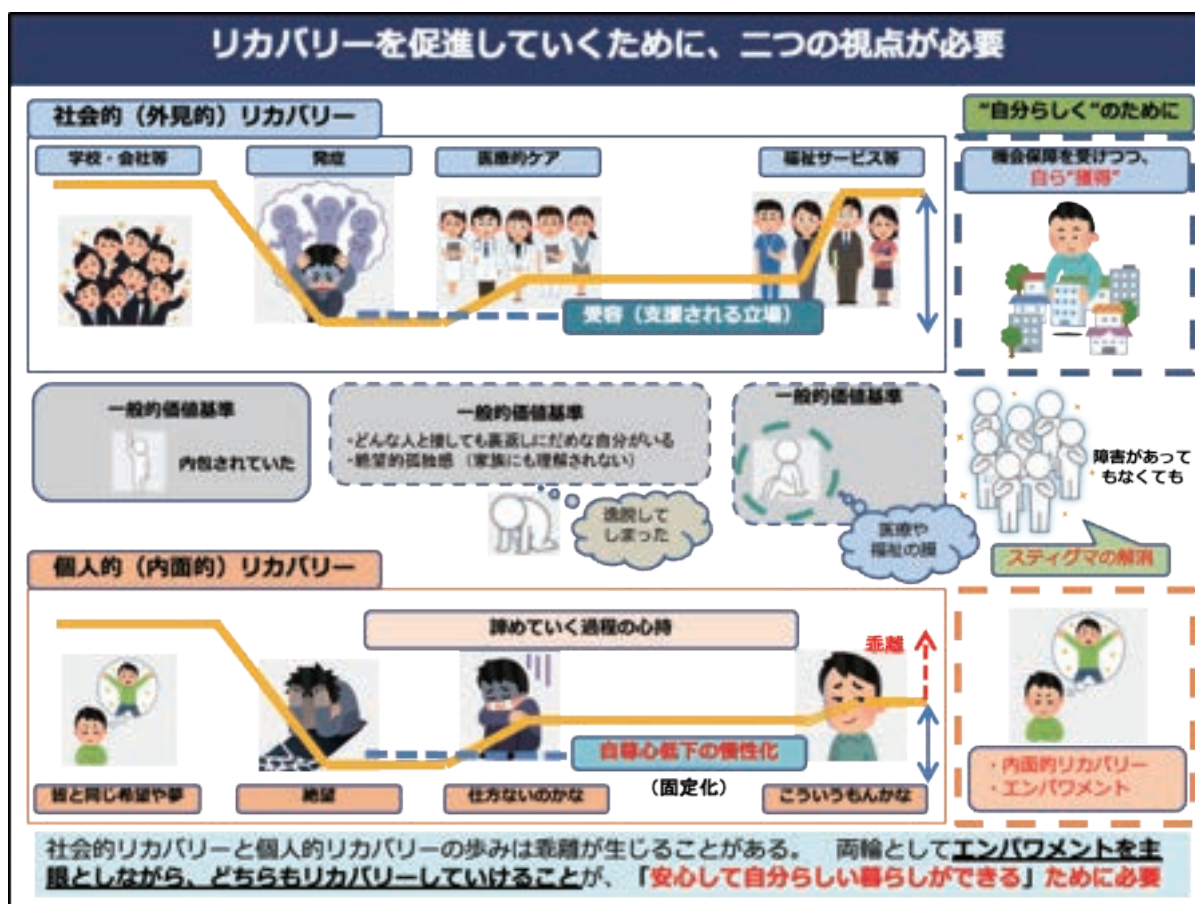 リカバリーを促進していくために、二つの視点が必要
社会的（外見的）リカバリー
学校・会社等
発症
医療的ケア
福祉サービス等
受容（支援される立場）
“自分らしく”のために
機会保障を受けつつ、
自ら“獲得”
一般的価値基準
内包されていた
一般的価値基準
・どんな人と接しても裏返しにだめな自分がいる
・絶望的孤独感（家族にも理解されない）
逸脱して
しまった
一般的価値基準
医療や
福祉の膜
障害があって
もなくても
スティグマの解消
個人的（内面的）リカバリー
諦めていく過程の心持
乖離
自尊心低下の慢性化
（固定化）
皆と同じ希望や夢
絶望
仕方ないのかな
こういうもんかな
・内面的リカバリー
・エンパワメント
社会的リカバリーと個人的リカバリーの歩みは乖離が生じることがある。　両輪としてエンパワメントを主
眼としながら、どちらもリカバリーしていけることが、「安心して自分らしい暮らしができる」ために必要